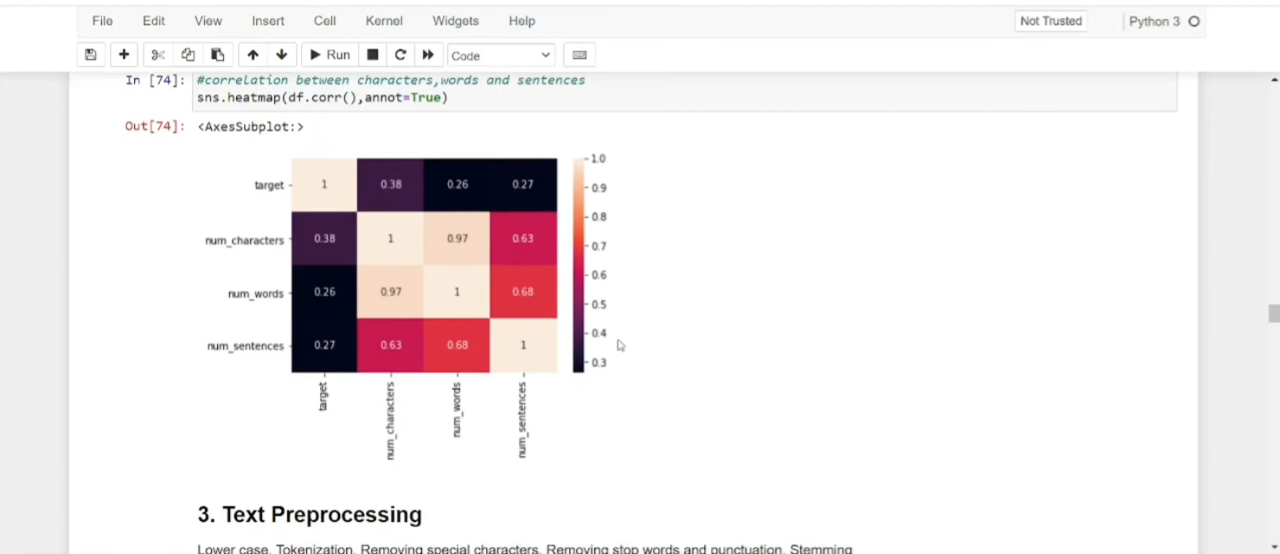 File Edit View Insert Cell Kernel Widgets Help Not Trusted Python 3
Run Code
In [74]: #correlation between characters,words and sentences
sns.heatmap(df.corr(),annot=True)
Out[74]: <AxesSubplot:>
1.0
target 1 0.38 0.26 0.27
0.9
0.8
num_characters 0.38 1 0.97 0.63
0.7
0.6
num_words 0.26 0.97 1 0.68
0.5
0.4
num_sentences 0.27 0.63 0.68 1
0.3
target num_characters num_words num_sentences
3. Text Preprocessing
Lower case, Tokenization, Removing special characters, Removing stop words and punctuation, Stemming